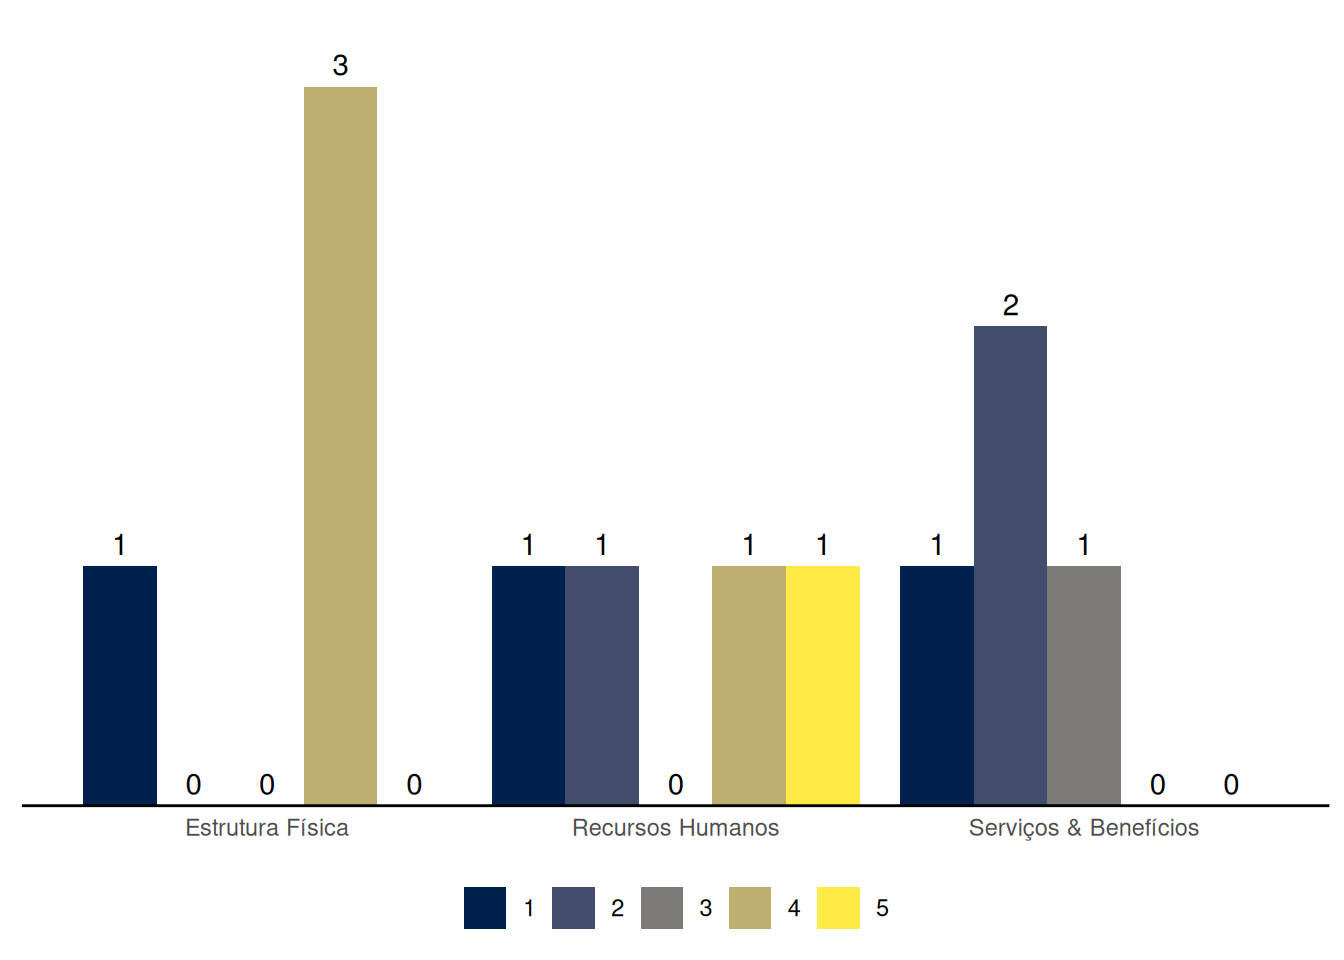 3
2
1 1 1 1 1 1 1
0 0 0 0 0 0
Estrutura Física Recursos Humanos Serviços & Benefícios
1 2 3 4 5